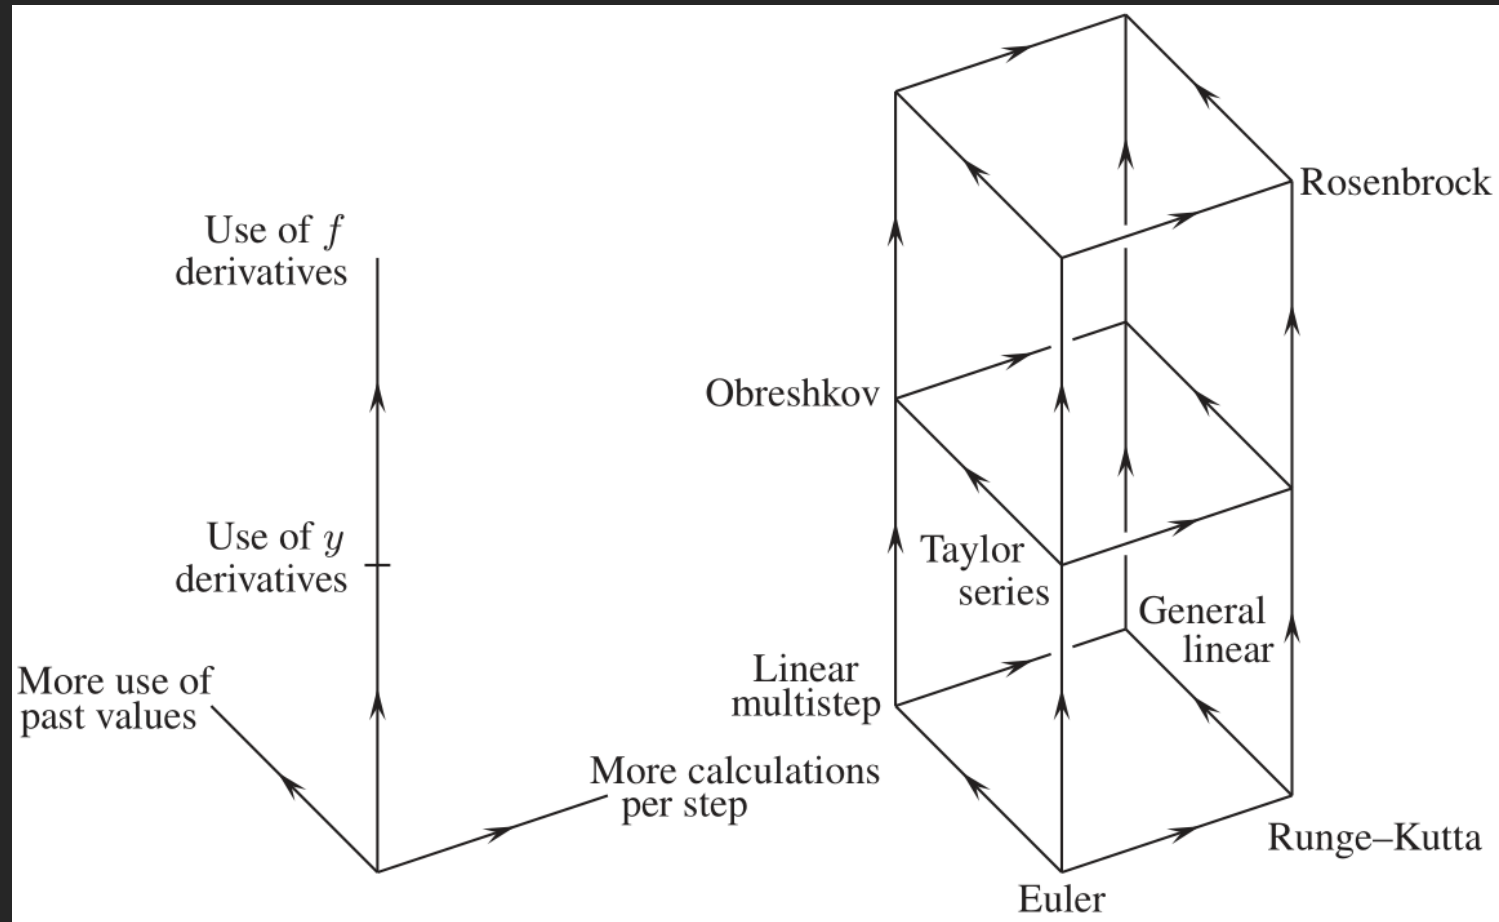 Use of f
derivatives
Use of y
derivatives
More use of
past values
More calculations
per step
Rosenbrock
Obreshkov
Taylor
series
General
linear
Linear
multistep
Runge–Kutta
Euler